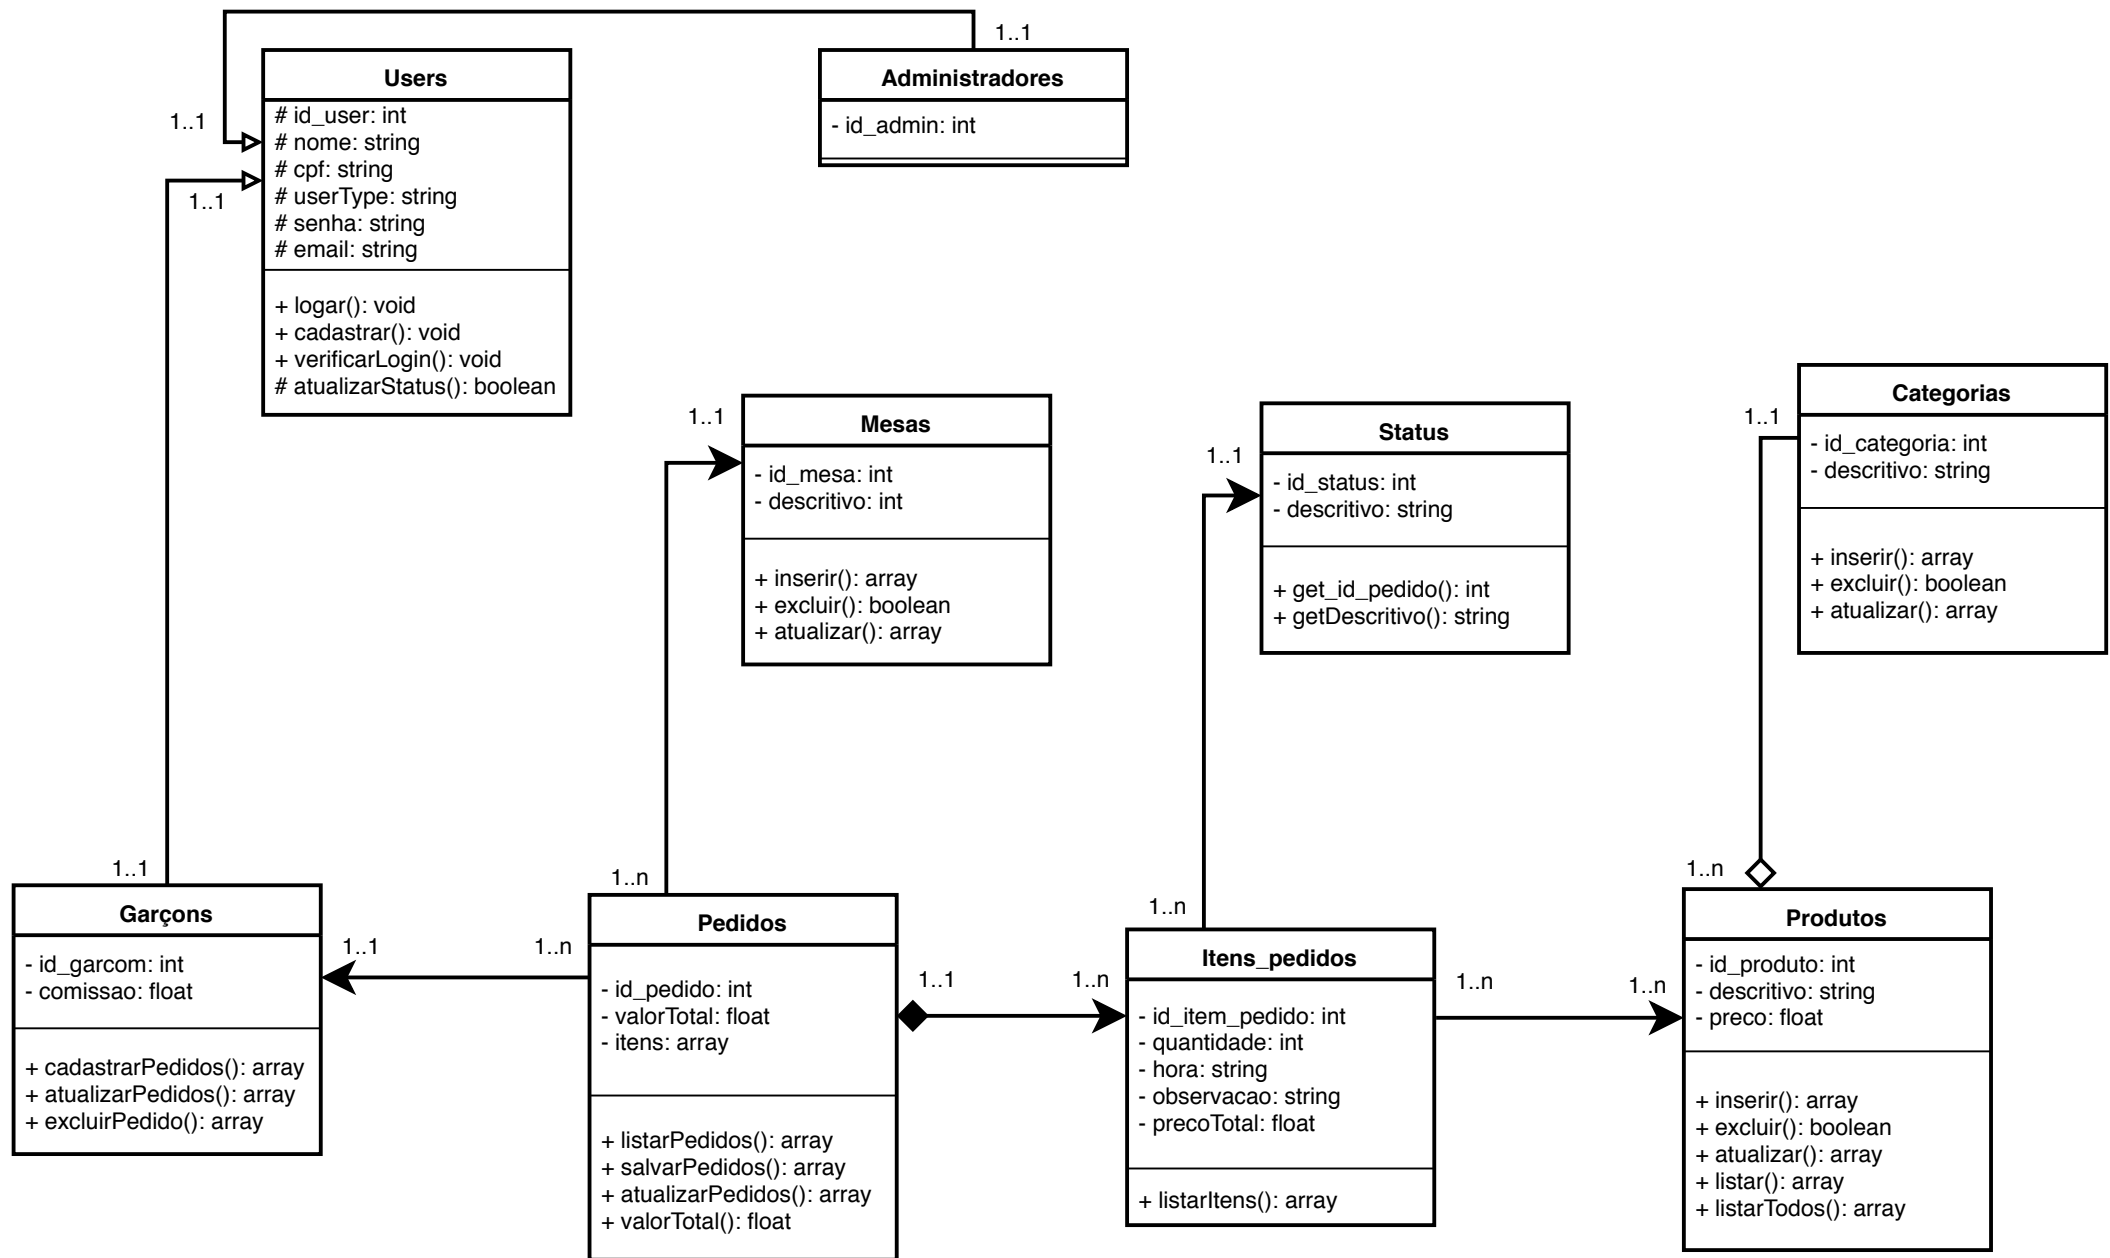 1..1
Users
# id_user: int
# nome: string
# cpf: string
# userType: string
# senha: string
# email: string
+ logar(): void
+ cadastrar(): void
+ verificarLogin(): void
# atualizarStatus(): boolean
1..1
1..1
Administradores
- id_admin: int
1..1
Mesas
- id_mesa: int
- descritivo: int
+ inserir(): array
+ excluir(): boolean
+ atualizar(): array
1..1
Status
- id_status: int
- descritivo: string
+ get_id_pedido(): int
+ getDescritivo(): string
1..1
Categorias
- id_categoria: int
- descritivo: string
+ inserir(): array
+ excluir(): boolean
+ atualizar(): array
1..1
Garçons
- id_garcom: int
- comissao: float
+ cadastrarPedidos(): array
+ atualizarPedidos(): array
+ excluirPedido(): array
1..1
1..n
1..n
Pedidos
- id_pedido: int
- valorTotal: float
- itens: array
+ listarPedidos(): array
+ salvarPedidos(): array
+ atualizarPedidos(): array
+ valorTotal(): float
1..1
1..n
1..n
Itens_pedidos
- id_item_pedido: int
- quantidade: int
- hora: string
- observacao: string
- precoTotal: float
+ listarItens(): array
1..n
1..n
1..n
Produtos
- id_produto: int
- descritivo: string
- preco: float
+ inserir(): array
+ excluir(): boolean
+ atualizar(): array
+ listar(): array
+ listarTodos(): array